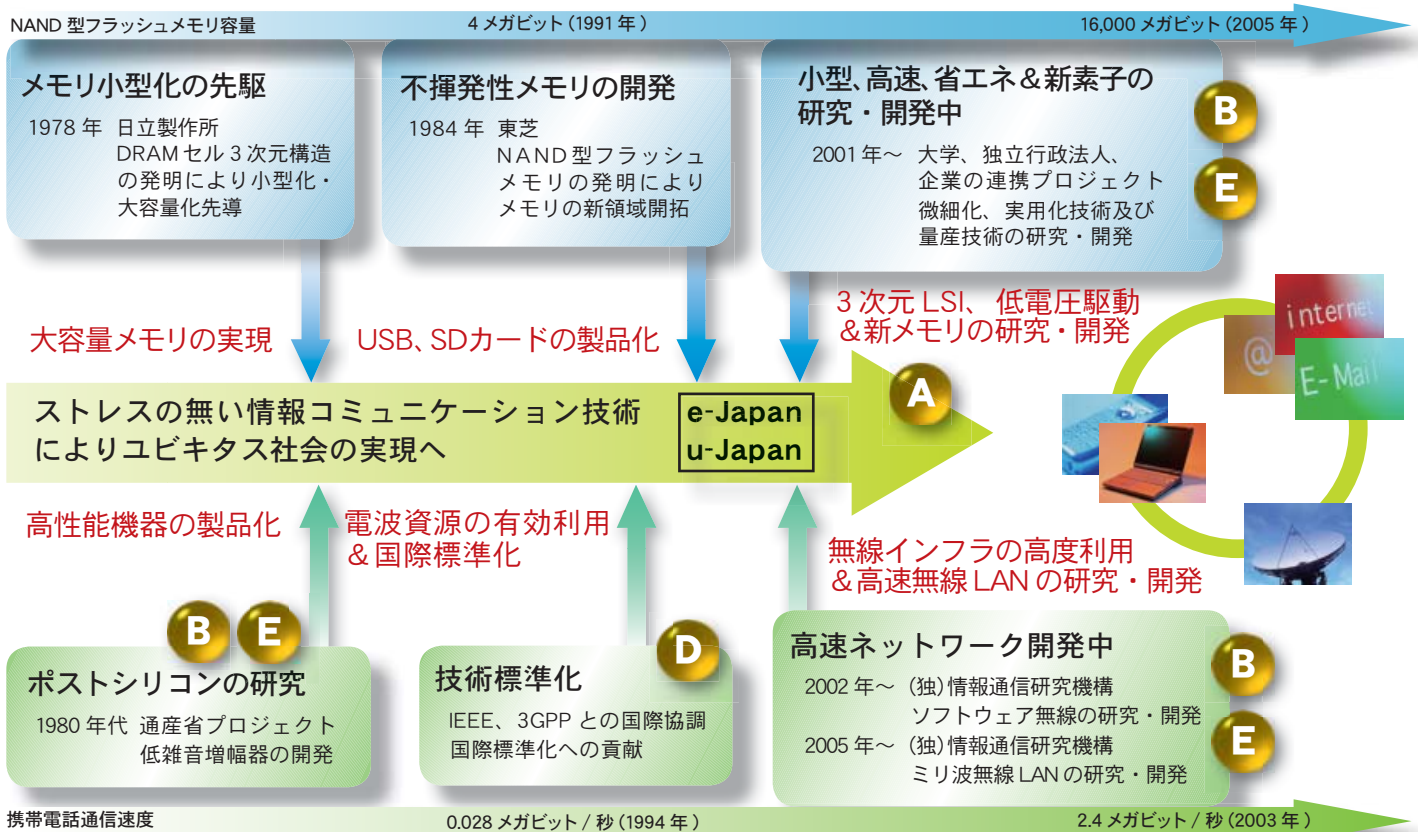 NAND 型フラッシュメモリ容量
4 メガビット (1991 年 )
16,000 メガビット (2005 年 )
メモリ小型化の先駆
1978 年 日立製作所
DRAM セル 3 次元構造
の発明により小型化・
大容量化先導
不揮発性メモリの開発
1984 年 東芝
NAND 型フラッシュ
メモリの発明により
メモリの新領域開拓
小型、高速、省エネ&新素子の
研究・開発中
2001 年〜 大学、独立行政法人、
企業の連携プロジェクト
微細化、実用化技術及び
量産技術の研究・開発
B
E
大容量メモリの実現
USB、SDカードの製品化
3 次元 LSI、 低電圧駆動
&新メモリの研究・開発
ストレスの無い情報コミュニケーション技術
によりユビキタス社会の実現へ
e-Japan
u-Japan
A
internet
@
E-Mail
高性能機器の製品化
電波資源の有効利用
&国際標準化
無線インフラの高度利用
&高速無線 LAN の研究・開発
B E
ポストシリコンの研究
1980 年代 通産省プロジェクト
低雑音増幅器の開発
D
技術標準化
IEEE、3GPP との国際協調
国際標準化への貢献
高速ネットワーク開発中
2002 年〜 (独)情報通信研究機構
ソフトウェア無線の研究・開発
2005 年〜 (独)情報通信研究機構
ミリ波無線 LAN の研究・開発
B
E
携帯電話通信速度
0.028 メガビット / 秒 (1994 年 )
2.4 メガビット / 秒 (2003 年 )